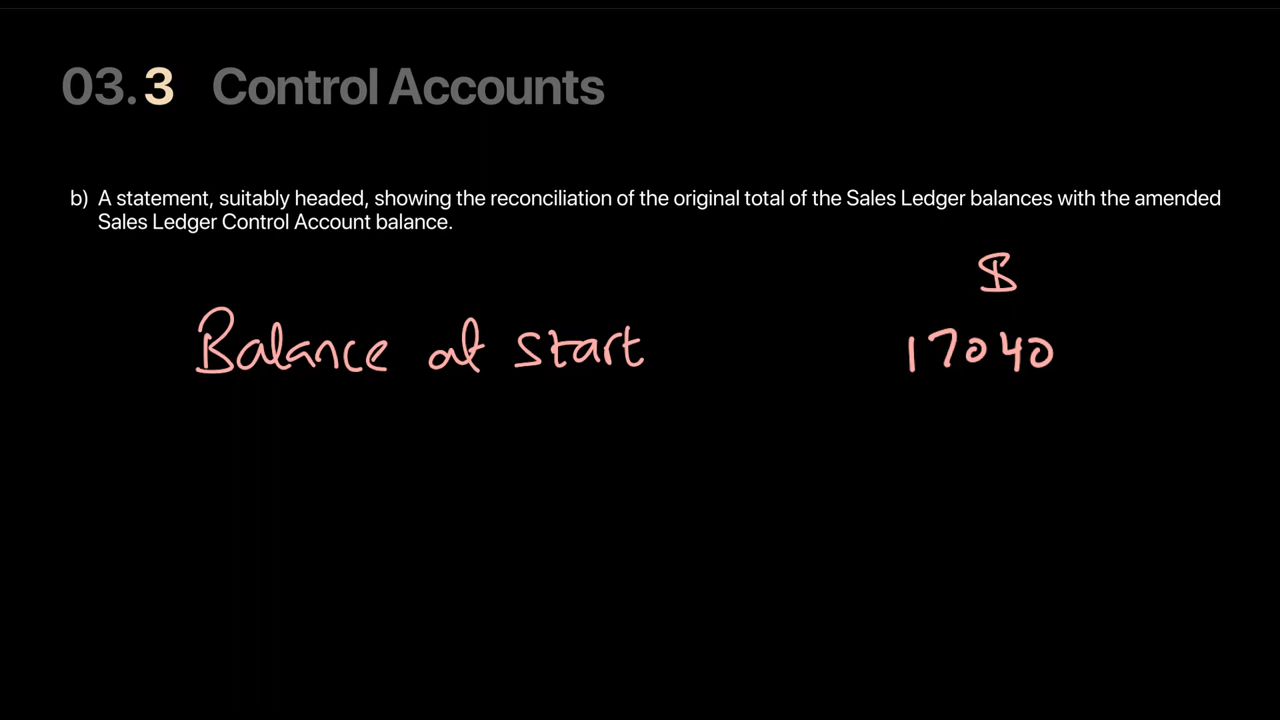 03.3 Control Accounts
b) A statement, suitably headed, showing the reconciliation of the original total of the Sales Ledger balances with the amended
Sales Ledger Control Account balance.
$
Balance at start 17040